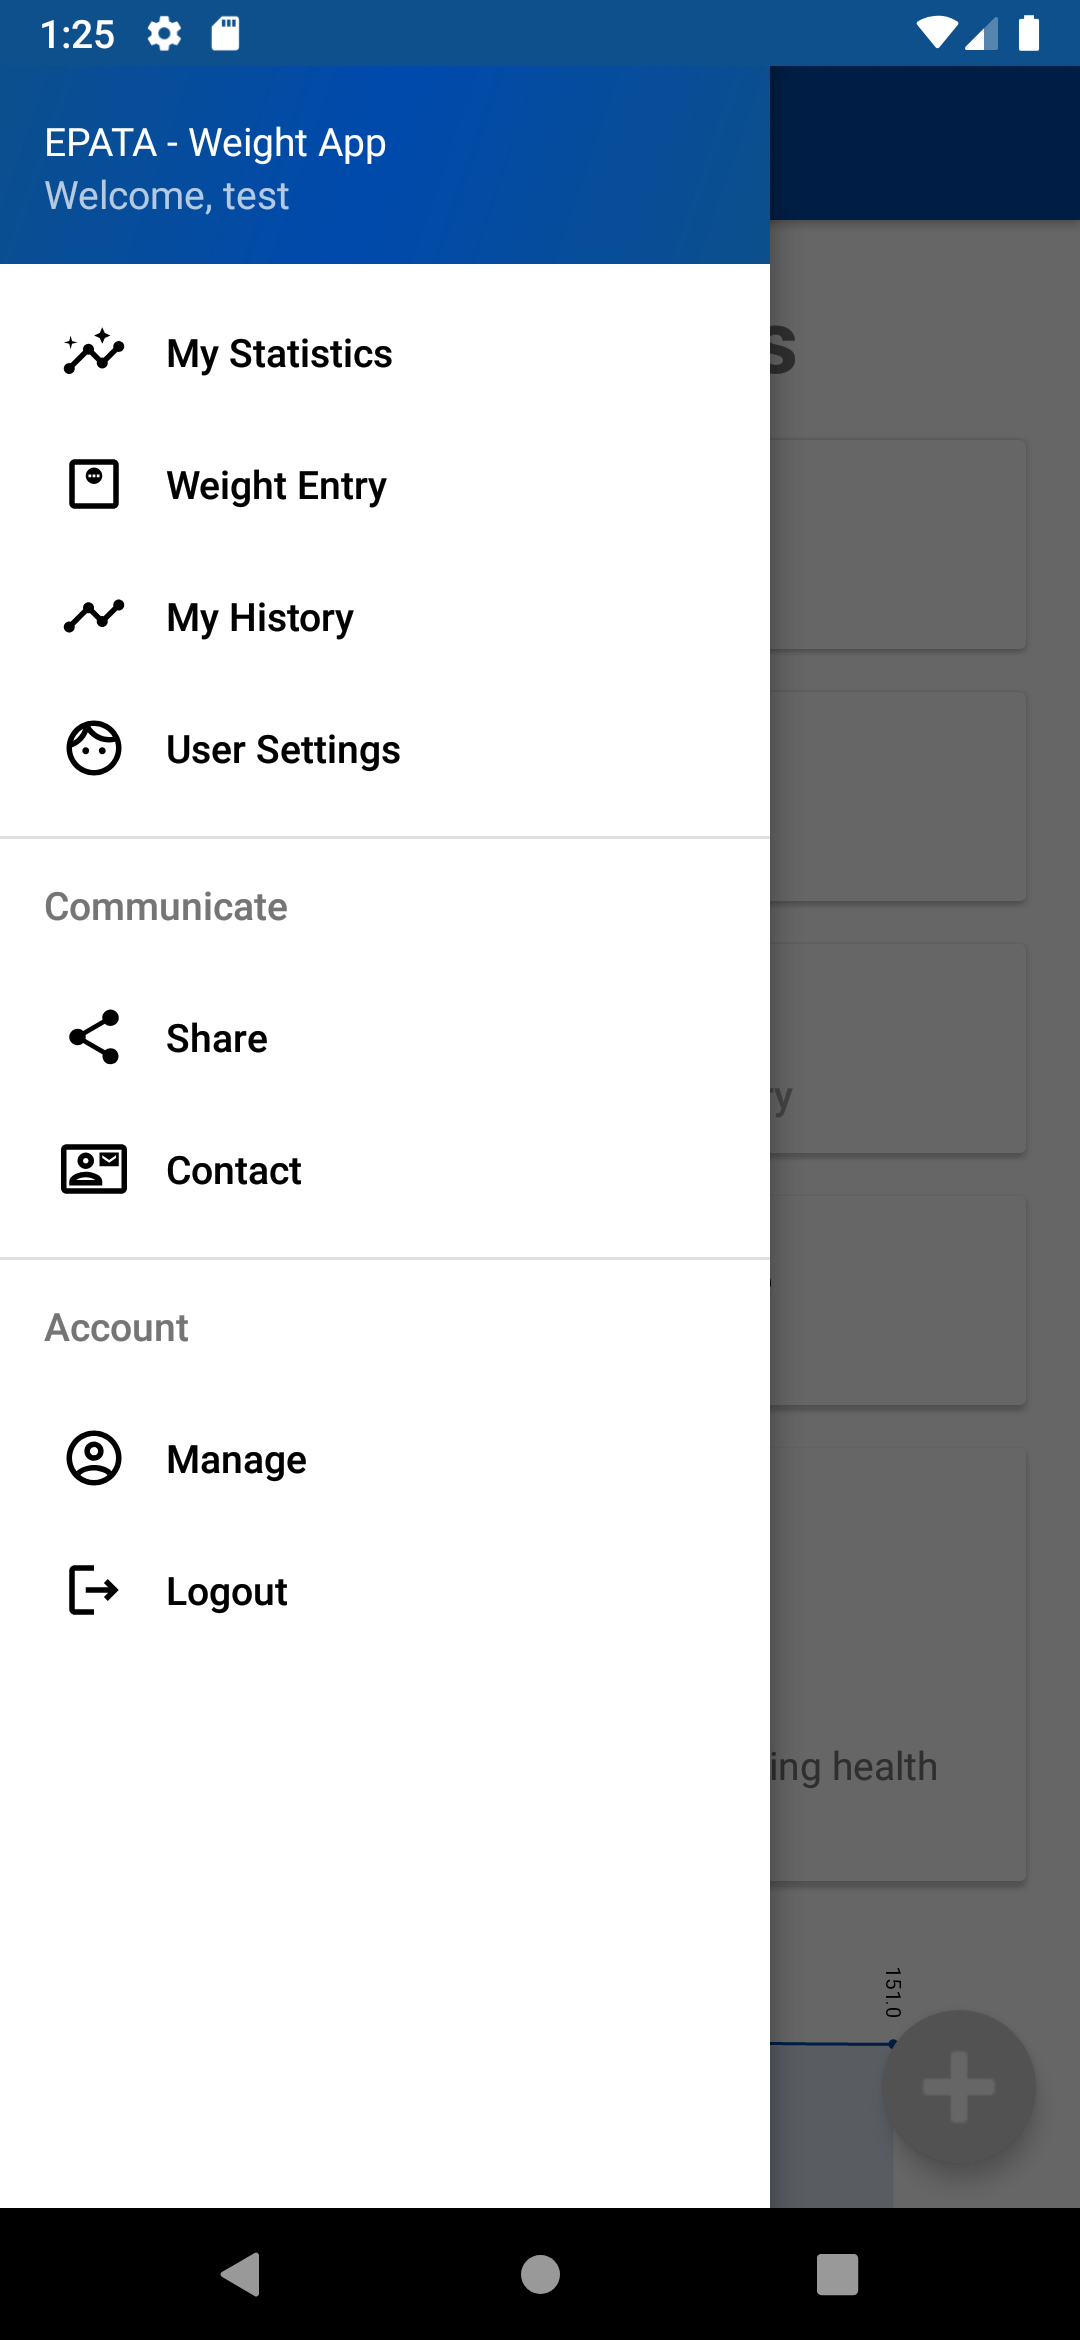 1:25
EPATA - Weight App
Welcome, test
My Statistics
Weight Entry
My History
User Settings
Communicate
Share
Contact
Account
Manage
Logout
s
ry
ing health
151.0